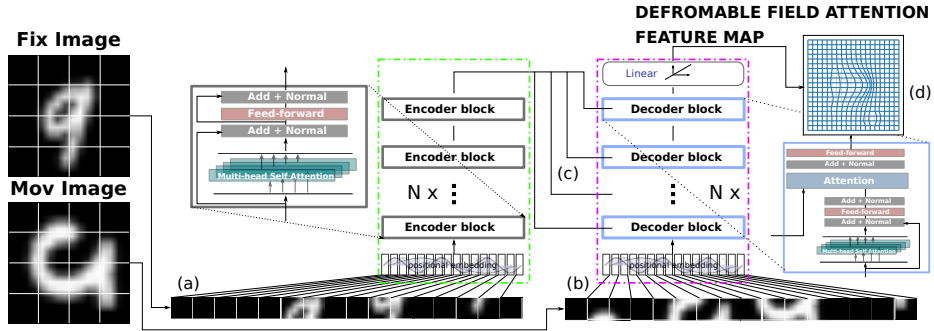 DEFROMABLE FIELD ATTENTION
FEATURE MAP
Fix Image
Mov Image
Add + Normal
Feed-forward
Add + Normal
Multi-head Self Attention
Encoder block
Encoder block
N x
Encoder block
positional embedding
(a)
Linear
Decoder block
Decoder block
(c)
N x
Decoder block
positional embedding
(b)
(d)
Feed-forward
Add + Normal
Attention
Add + Normal
Feed-forward
Add + Normal
Multi-head Self Attention